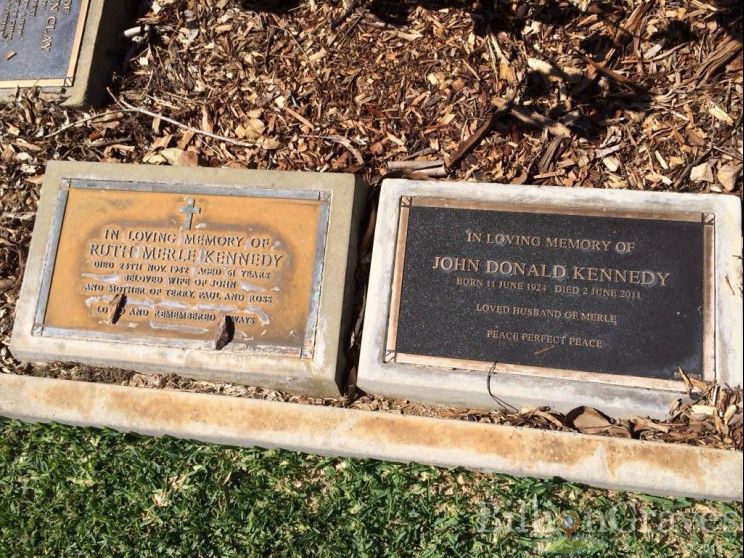 N CLAY
IN LOVING MEMORY OF
RUTH MERLE KENNEDY
DIED 24TH NOV. 1982 AGED 61 YEARS
BELOVED WIFE OF JOHN
AND MOTHER OF TERRY, PAUL AND ROSS
AND REMEMBERED
IN LOVING MEMORY OF
JOHN DONALD KENNEDY
BORN 11 JUNE 1924 DIED 2 JUNE 2011
LOVED HUSBAND OF MERLE
PEACE PERFECT PEACE
BillionGraves